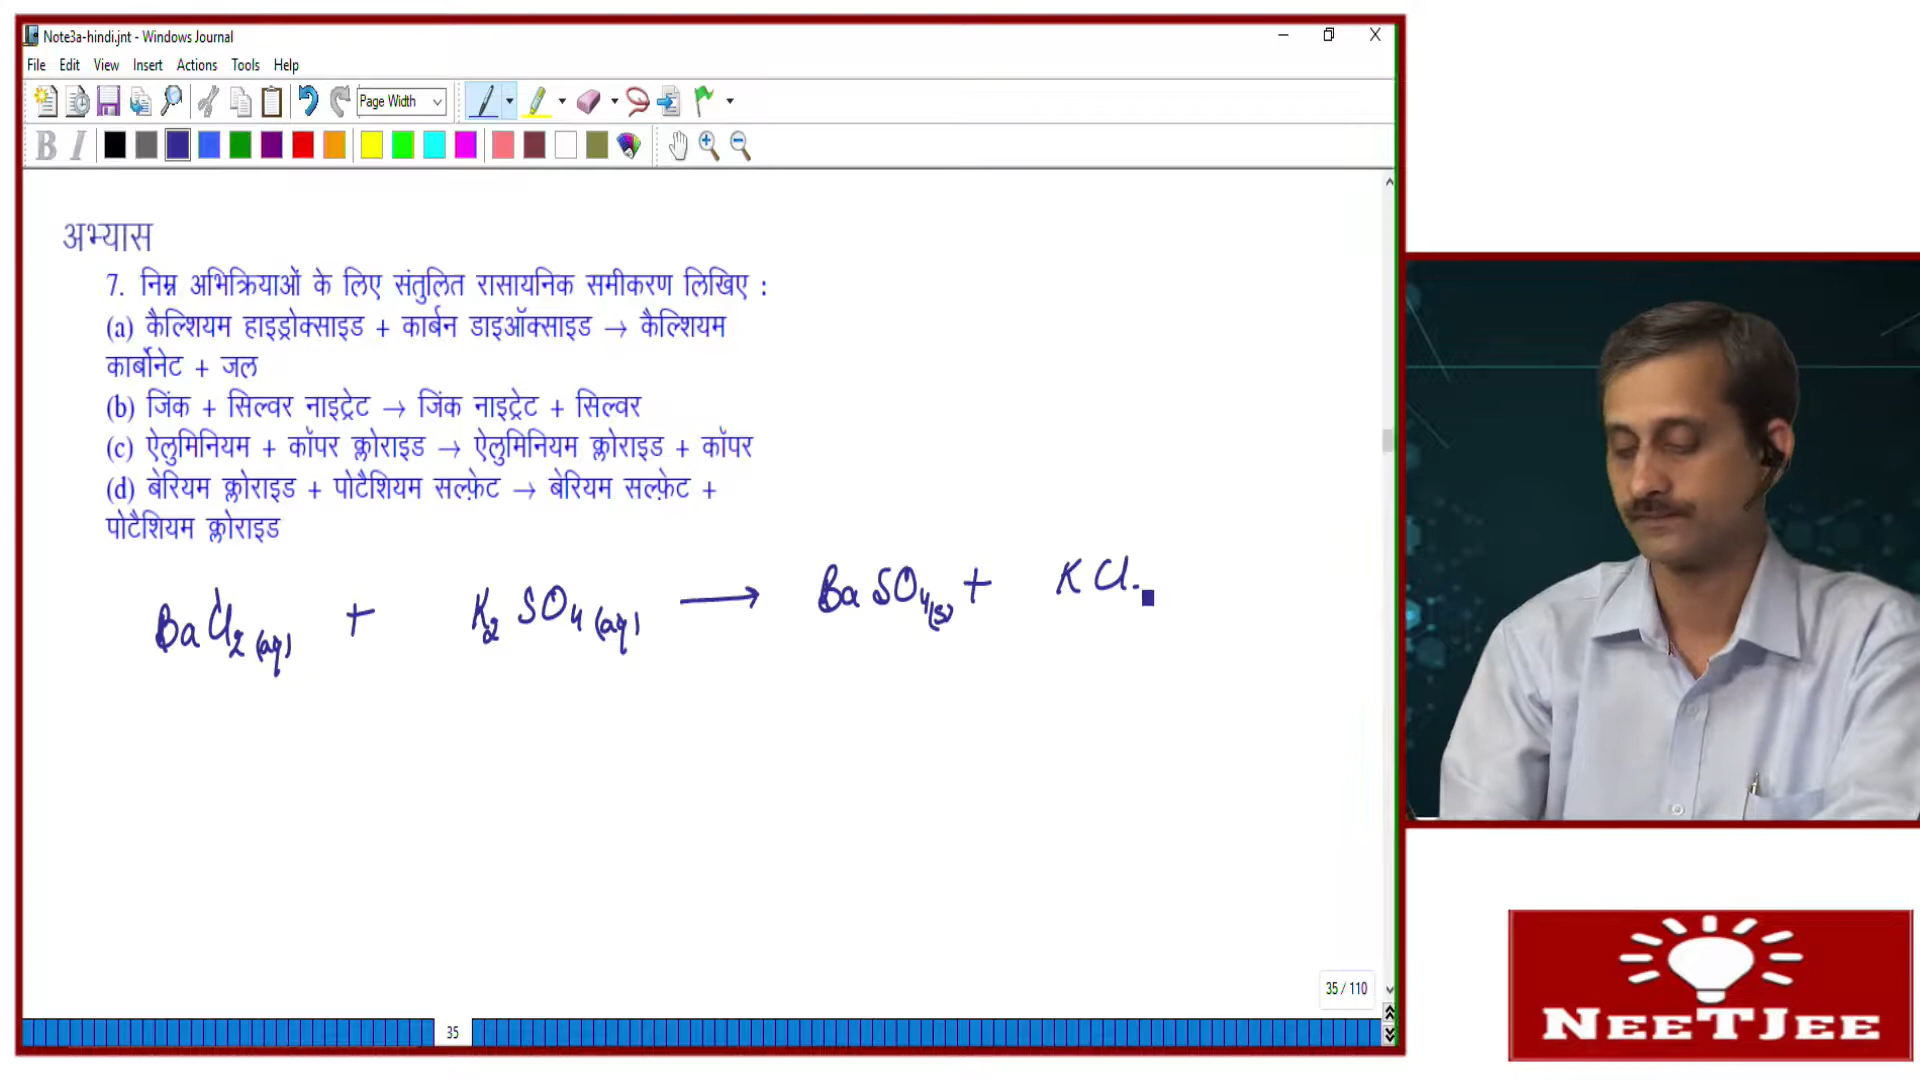 Note3a-hindi.jnt - Windows Journal
File Edit View Insert Actions Tools Help
Page Width
B I
अभ्यास
7. निम्न अभिक्रियाओं के लिए संतुलित रासायनिक समीकरण लिखिए :
(a) कैल्शियम हाइड्रोक्साइड + कार्बन डाइऑक्साइड → कैल्शियम
कार्बोनेट + जल
(b) जिंक + सिल्वर नाइट्रेट → जिंक नाइट्रेट + सिल्वर
(c) ऐलुमिनियम + कॉपर क्लोराइड → ऐलुमिनियम क्लोराइड + कॉपर
(d) बेरियम क्लोराइड + पोटैशियम सल्फ़ेट → बेरियम सल्फ़ेट +
पोटैशियम क्लोराइड
BaCl₂(aq) + K₂SO₄(aq) → BaSO₄(s) + KCl
35 / 110
35
NEETJEE